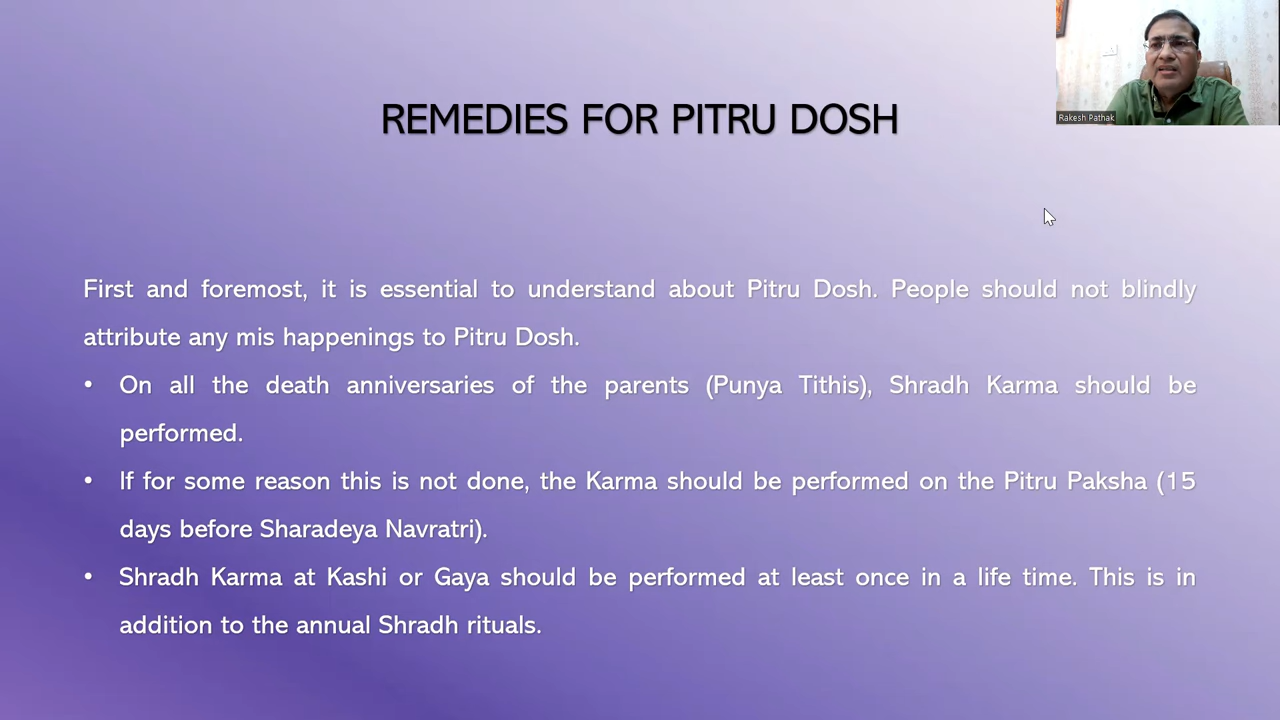 REMEDIES FOR PITRU DOSH
Rakesh Pathak
First and foremost, it is essential to understand about Pitru Dosh. People should not blindly
attribute any mis happenings to Pitru Dosh.
• On all the death anniversaries of the parents (Punya Tithis), Shradh Karma should be
performed.
• If for some reason this is not done, the Karma should be performed on the Pitru Paksha (15
days before Sharadeya Navratri).
• Shradh Karma at Kashi or Gaya should be performed at least once in a life time. This is in
addition to the annual Shradh rituals.